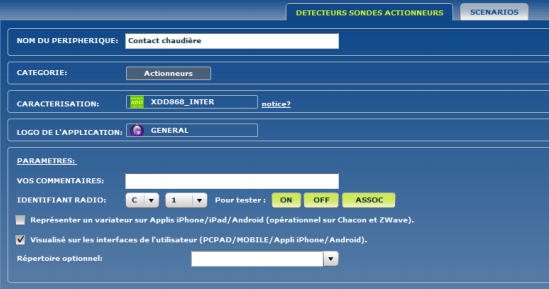 DETECTEURS SONDES ACTIONNEURS SCENARIOS
NOM DU PERIPHERIQUE: Contact chaudière
CATEGORIE: Actionneurs
CARACTERISATION: XDD XDD868_INTER notice?
LOGO DE L'APPLICATION: GENERAL
PARAMETRES:
VOS COMMENTAIRES:
IDENTIFIANT RADIO: C 1 Pour tester : ON OFF ASSOC
Représenter un variateur sur Applis iPhone/iPad/Android (opérationnel sur Chacon et ZWave).
Visualisé sur les interfaces de l'utilisateur (PCPAD/MOBILE/Appli iPhone/Android).
Répertoire optionnel: